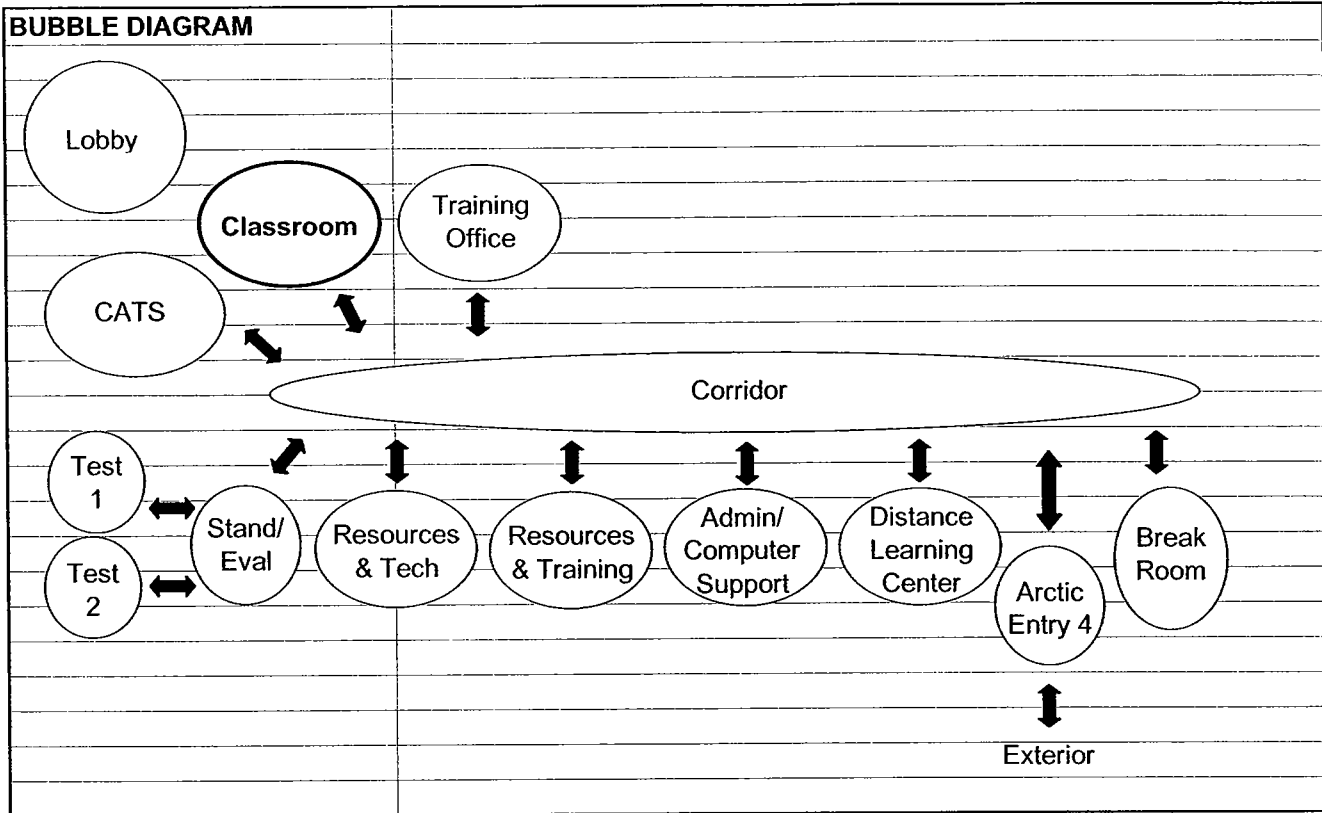 BUBBLE DIAGRAM
Lobby
Classroom
Training
Office
CATS
Corridor
Test
1
Test
2
Stand/
Eval
Resources
& Tech
Resources
& Training
Admin/
Computer
Support
Distance
Learning
Center
Arctic
Entry 4
Break
Room
Exterior